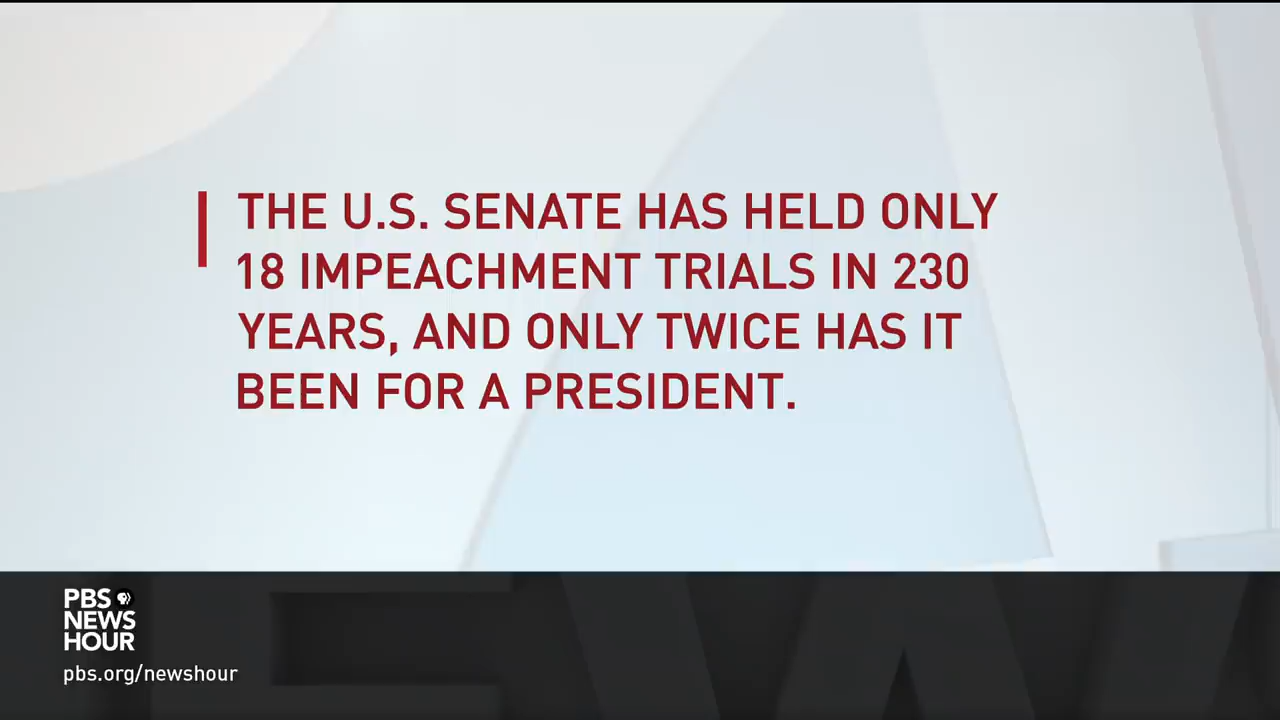 THE U.S. SENATE HAS HELD ONLY
18 IMPEACHMENT TRIALS IN 230
YEARS, AND ONLY TWICE HAS IT
BEEN FOR A PRESIDENT.
PBS
NEWS
HOUR
pbs.org/newshour